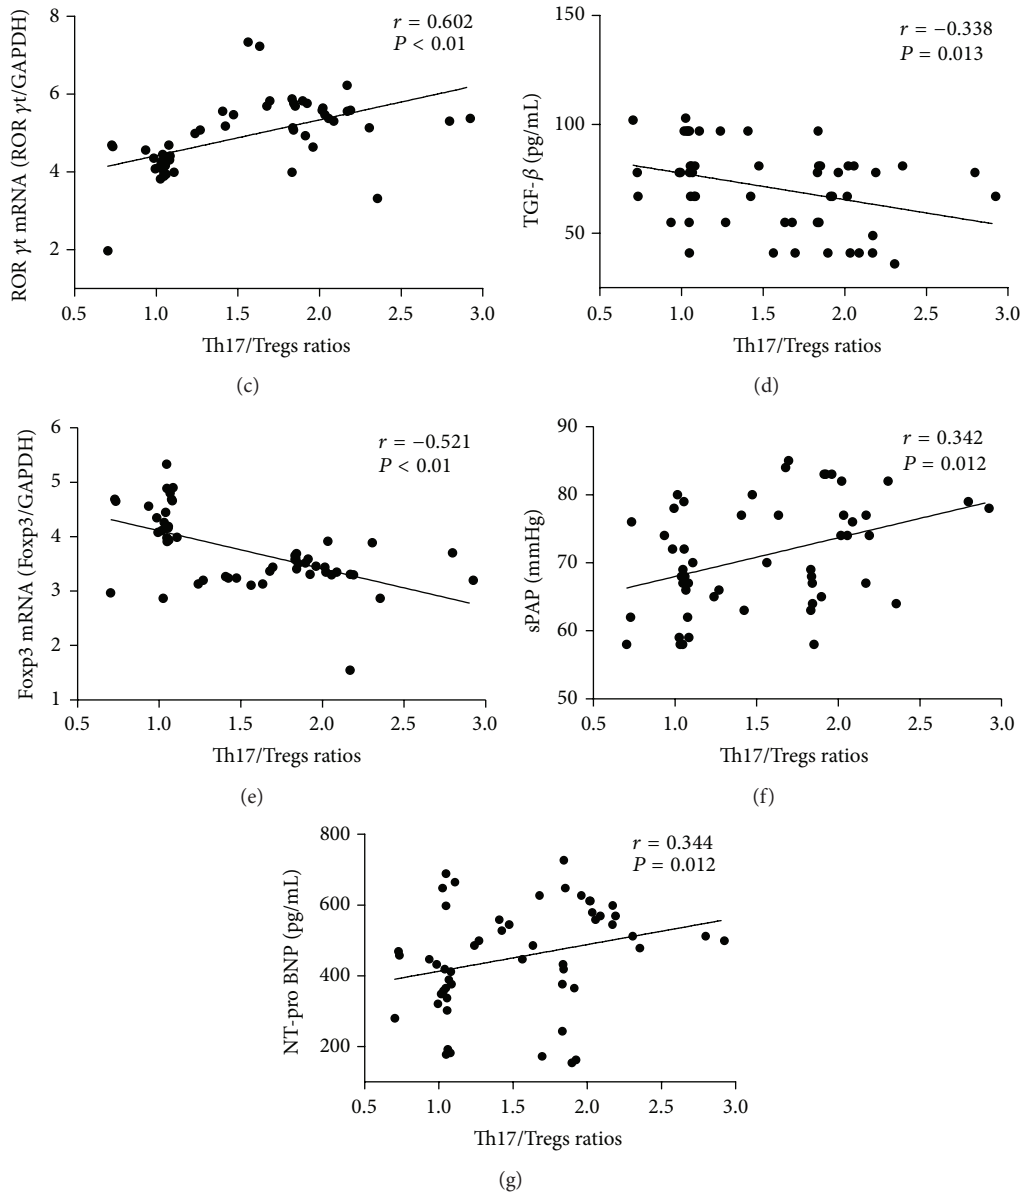 8
6
4
2
ROR γt mRNA (ROR γt/GAPDH)
r = 0.602
P < 0.01
0.5 1.0 1.5 2.0 2.5 3.0
Th17/Tregs ratios
(c)
150
100
50
TGF-β (pg/mL)
r = −0.338
P = 0.013
0.5 1.0 1.5 2.0 2.5 3.0
Th17/Tregs ratios
(d)
6
5
4
3
2
1
Foxp3 mRNA (Foxp3/GAPDH)
r = −0.521
P < 0.01
0.5 1.0 1.5 2.0 2.5 3.0
Th17/Tregs ratios
(e)
90
80
70
60
50
sPAP (mmHg)
r = 0.342
P = 0.012
0.5 1.0 1.5 2.0 2.5 3.0
Th17/Tregs ratios
(f)
800
600
400
200
NT-pro BNP (pg/mL)
r = 0.344
P = 0.012
0.5 1.0 1.5 2.0 2.5 3.0
Th17/Tregs ratios
(g)